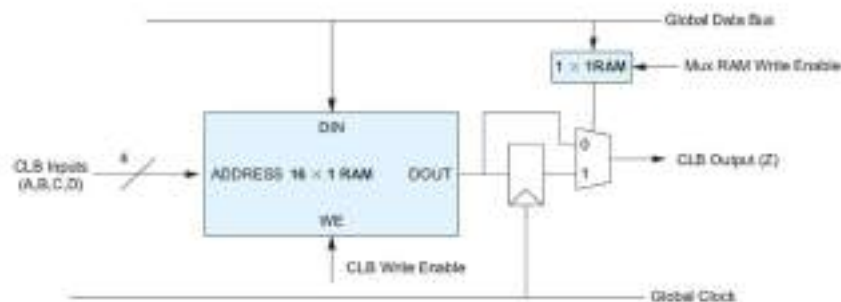 Global Data Bus
1 × 1RAM
Mux RAM Write Enable
DIN
4
CLB Inputs
(A,B,C,D)
ADDRESS 16 × 1 RAM
DOUT
0
1
CLB Output (Z)
WE
CLB Write Enable
Global Clock